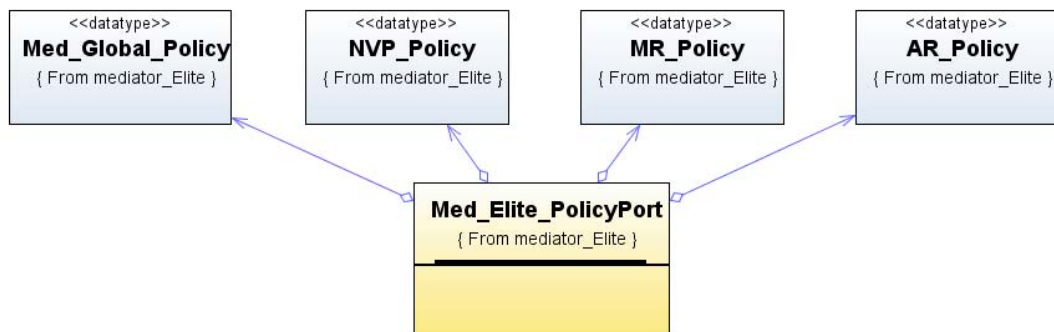 <<datatype>>
Med_Global_Policy
{ From mediator_Elite }
<<datatype>>
NVP_Policy
{ From mediator_Elite }
<<datatype>>
MR_Policy
{ From mediator_Elite }
<<datatype>>
AR_Policy
{ From mediator_Elite }
Med_Elite_PolicyPort
{ From mediator_Elite }